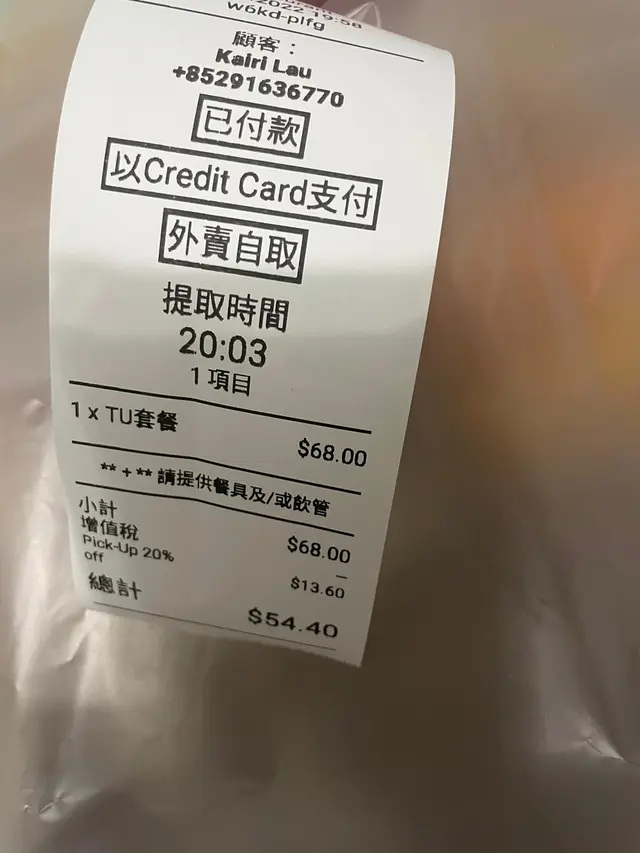 2022 19:58
w6kd-plfg
顧客：
Kairi Lau
+85291636770
已付款
以Credit Card支付
外賣自取
提取時間
20:03
1 項目
1 x TU套餐 $68.00
** + ** 請提供餐具及/或飲管
小計 $68.00
增值稅 –
Pick-Up 20% off $13.60
總計 $54.40